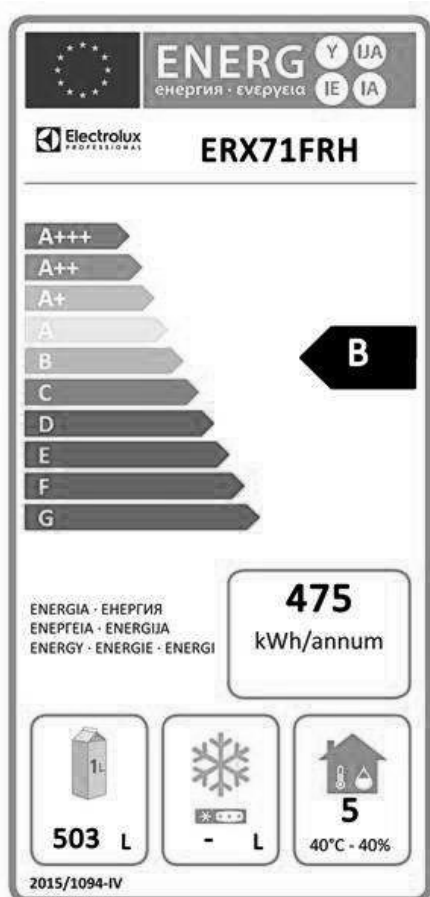 ENERG Y IJA
енергия · ενεργεια IE IA
Electrolux
PROFESSIONAL
ERX71FRH
A+++
A++
A+
A
B
B
C
D
E
F
G
ENERGIA · ЕНЕРГИЯ
ΕΝΕΡΓΕΙΑ · ENERGIJA
ENERGY · ENERGIE · ENERGI
475
kWh/annum
1L
503 L
- L
5
40°C - 40%
2015/1094-IV